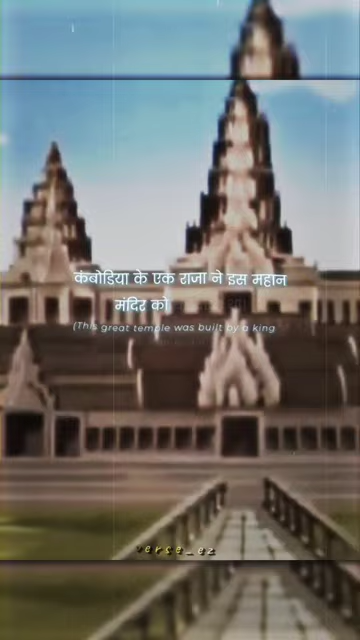 कंबोडिया के एक राजा ने इस महान
मंदिर को
(This great temple was built by a king
verse_ez